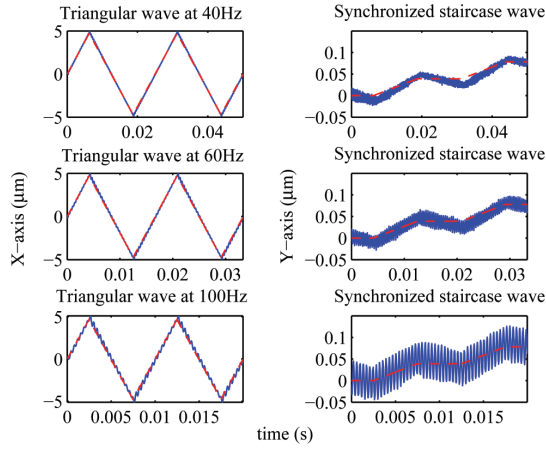 Triangular wave at 40Hz
Synchronized staircase wave
5
0
−5
0 0.02 0.04
0.1
0.05
0
−0.05
0 0.02 0.04
Triangular wave at 60Hz
Synchronized staircase wave
X−axis (μm)
5
0
−5
0 0.01 0.02 0.03
Y−axis (μm)
0.1
0.05
0
−0.05
0 0.01 0.02 0.03
Triangular wave at 100Hz
Synchronized staircase wave
5
0
−5
0 0.005 0.01 0.015
0.1
0.05
0
−0.05
0 0.005 0.01 0.015
time (s)